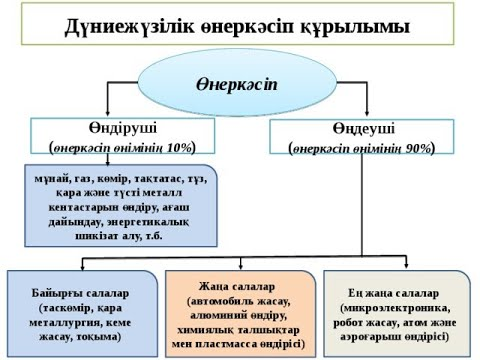 Дүниежүзілік өнеркәсіп құрылымы
Өнеркәсіп
Өндіруші
(өнеркәсіп өнімінің 10%)
Өңдеуші
(өнеркәсіп өнімінің 90%)
мұнай, газ, көмір, тақтатас, тұз,
қара және түсті металл
кентастарын өндіру, ағаш
дайындау, энергетикалық
шикізат алу, т.б.
Байырғы салалар
(таскөмір, қара
металлургия, кеме
жасау, тоқыма)
Жаңа салалар
(автомобиль жасау,
алюминий өндіру,
химиялық талшықтар
мен пластмасса өндірісі)
Ең жаңа салалар
(микроэлектроника,
робот жасау, атом және
аэроғарыш өндірісі)